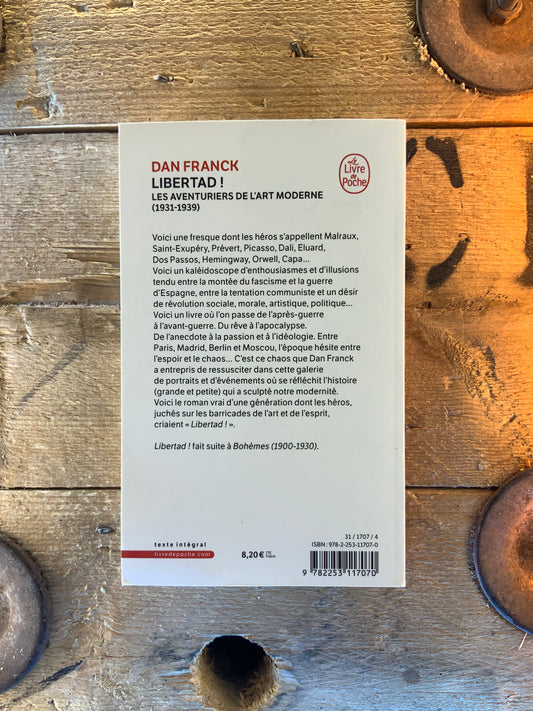 DAN FRANCK
LIBERTAD !
LES AVENTURIERS DE L'ART MODERNE
(1931-1939)
Le
Livre
de
Poche
Voici une fresque dont les héros s'appellent Malraux,
Saint-Exupéry, Prévert, Picasso, Dali, Eluard,
Dos Passos, Hemingway, Orwell, Capa…
Voici un kaléidoscope d'enthousiasmes et d'illusions
tendu entre la montée du fascisme et la guerre
d'Espagne, entre la tentation communiste et un désir
de révolution sociale, morale, artistique, politique…
Voici un livre où l'on passe de l'après-guerre
à l'avant-guerre. Du rêve à l'apocalypse.
De l'anecdote à la passion et à l'idéologie. Entre
Paris, Madrid, Berlin et Moscou, l'époque hésite entre
l'espoir et le chaos… C'est ce chaos que Dan Franck
a entrepris de ressusciter dans cette galerie
de portraits et d'événements où se réfléchit l'histoire
(grande et petite) qui a sculpté notre modernité.
Voici le roman vrai d'une génération dont les héros,
juchés sur les barricades de l'art et de l'esprit,
criaient « Libertad ! ».
Libertad ! fait suite à Bohèmes (1900-1930).
texte intégral
livredepoche.com
8,20 € TTC
France
31 / 1707 / 4
ISBN : 978-2-253-11707-0
9 782253 117070